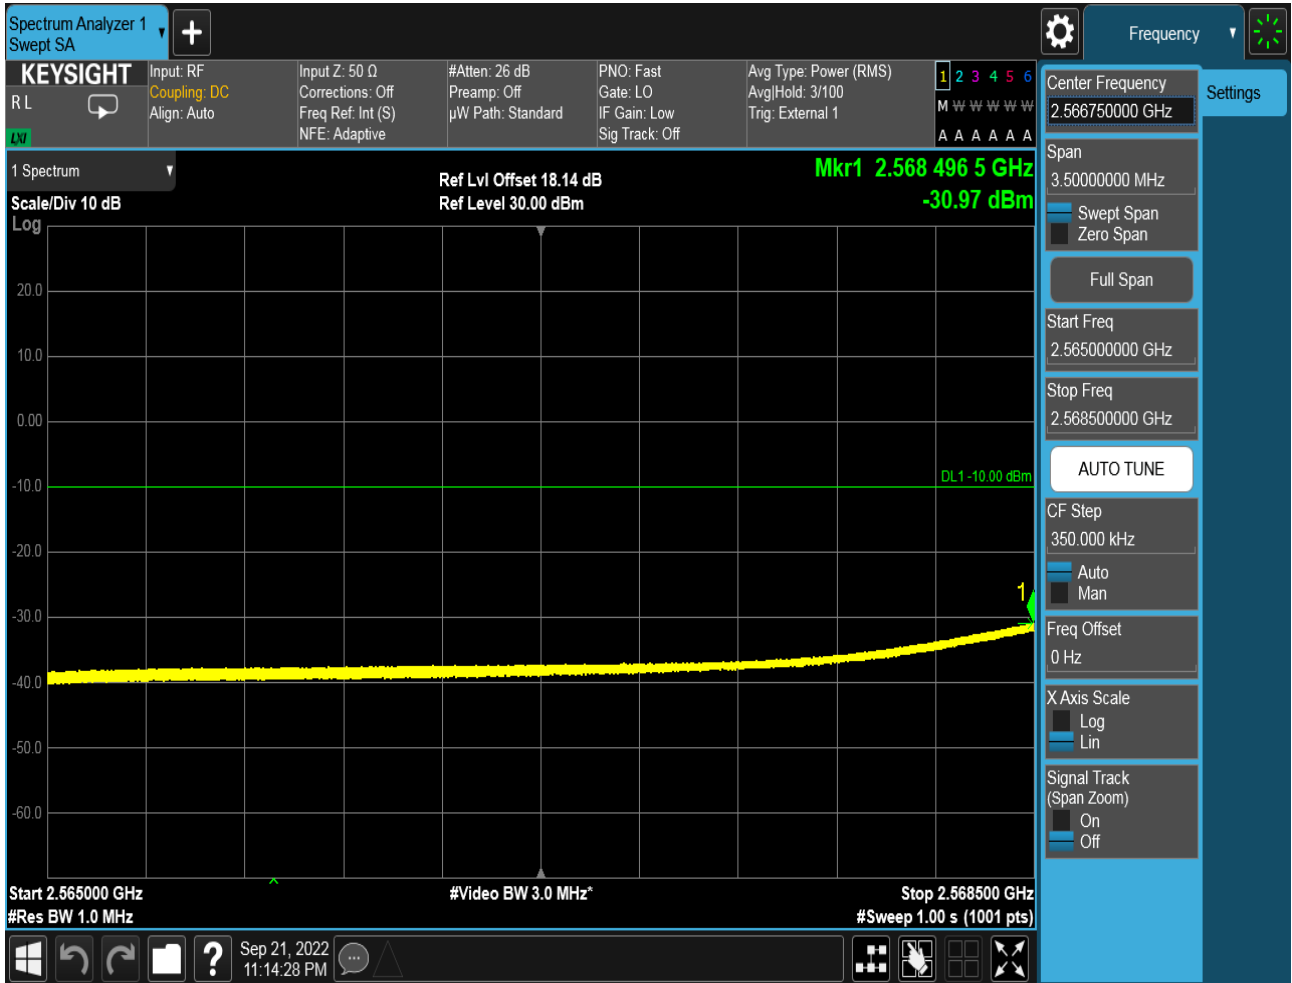 Spectrum Analyzer 1
Swept SA
Frequency
KEYSIGHT
R L
LXI
Input: RF
Coupling: DC
Align: Auto
Input Z: 50 Ω
Corrections: Off
Freq Ref: Int (S)
NFE: Adaptive
#Atten: 26 dB
Preamp: Off
µW Path: Standard
PNO: Fast
Gate: LO
IF Gain: Low
Sig Track: Off
Avg Type: Power (RMS)
Avg|Hold: 3/100
Trig: External 1
1 2 3 4 5 6
M W W W W W
A A A A A A
1 Spectrum
Scale/Div 10 dB
Log
Ref Lvl Offset 18.14 dB
Ref Level 30.00 dBm
Mkr1 2.568 496 5 GHz
-30.97 dBm
20.0
10.0
0.00
-10.0
-20.0
-30.0
-40.0
-50.0
-60.0
DL1 -10.00 dBm
1
Start 2.565000 GHz
#Res BW 1.0 MHz
#Video BW 3.0 MHz*
Stop 2.568500 GHz
#Sweep 1.00 s (1001 pts)
Sep 21, 2022
11:14:28 PM
Center Frequency
2.566750000 GHz
Settings
Span
3.50000000 MHz
Swept Span
Zero Span
Full Span
Start Freq
2.565000000 GHz
Stop Freq
2.568500000 GHz
AUTO TUNE
CF Step
350.000 kHz
Auto
Man
Freq Offset
0 Hz
X Axis Scale
Log
Lin
Signal Track
(Span Zoom)
On
Off